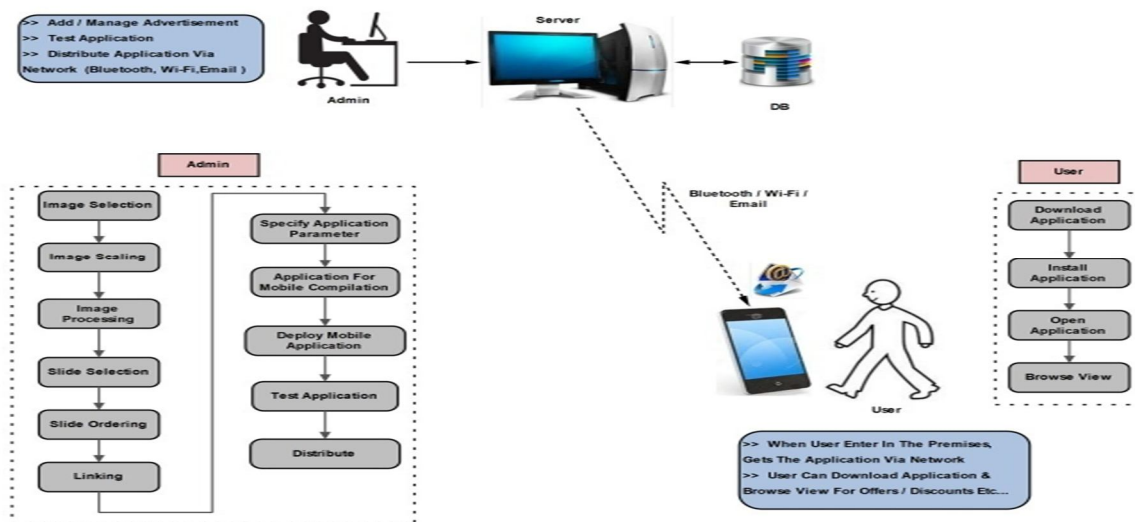 >> Add / Manage Advertisement
>> Test Application
>> Distribute Application Via
Network (Bluetooth, Wi-Fi,Email )
Admin
Server
DB
Admin
Image Selection
Image Scaling
Image
Processing
Slide Selection
Slide Ordering
Linking
Specify Application
Parameter
Application For
Mobile Compilation
Deploy Mobile
Application
Test Application
Distribute
Bluetooth / Wi-Fi /
Email
@
User
User
Download
Application
Install
Application
Open
Application
Browse View
>> When User Enter In The Premises,
Gets The Application Via Network
>> User Can Download Application &
Browse View For Offers / Discounts Etc...